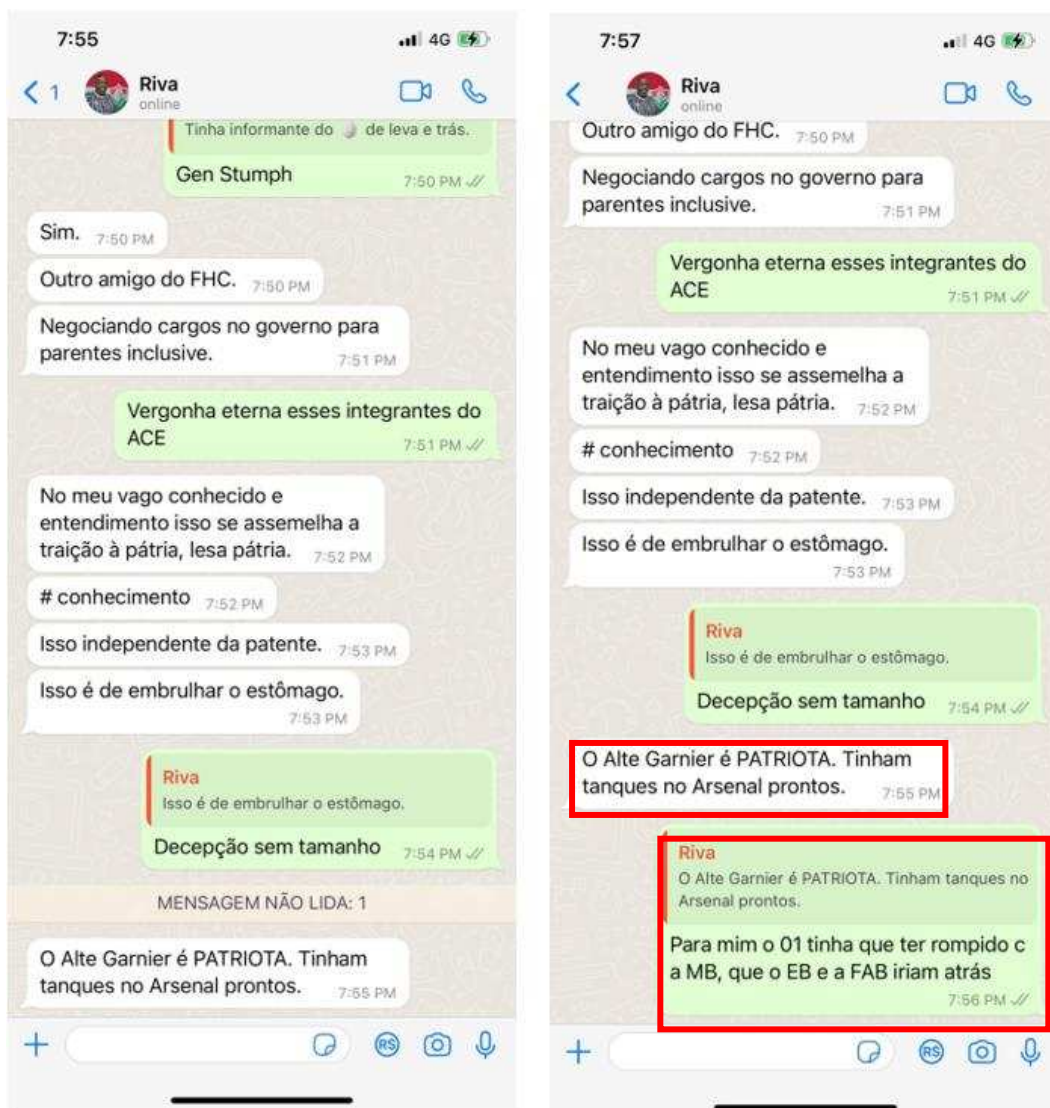 7:55
4G
1
Riva
online
Tinha informante do 🥚 de leva e trás.
Gen Stumph
7:50 PM
Sim. 7:50 PM
Outro amigo do FHC. 7:50 PM
Negociando cargos no governo para
parentes inclusive. 7:51 PM
Vergonha eterna esses integrantes do
ACE 7:51 PM
No meu vago conhecido e
entendimento isso se assemelha a
traição à pátria, lesa pátria. 7:52 PM
# conhecimento 7:52 PM
Isso independente da patente. 7:53 PM
Isso é de embrulhar o estômago.
7:53 PM
Riva
Isso é de embrulhar o estômago.
Decepção sem tamanho 7:54 PM
MENSAGEM NÃO LIDA: 1
O Alte Garnier é PATRIOTA. Tinham
tanques no Arsenal prontos. 7:55 PM
RS
7:57
4G
Riva
online
Outro amigo do FHC. 7:50 PM
Negociando cargos no governo para
parentes inclusive. 7:51 PM
Vergonha eterna esses integrantes do
ACE 7:51 PM
No meu vago conhecido e
entendimento isso se assemelha a
traição à pátria, lesa pátria. 7:52 PM
# conhecimento 7:52 PM
Isso independente da patente. 7:53 PM
Isso é de embrulhar o estômago.
7:53 PM
Riva
Isso é de embrulhar o estômago.
Decepção sem tamanho 7:54 PM
O Alte Garnier é PATRIOTA. Tinham
tanques no Arsenal prontos. 7:55 PM
Riva
O Alte Garnier é PATRIOTA. Tinham tanques no
Arsenal prontos.
Para mim o 01 tinha que ter rompido c
a MB, que o EB e a FAB iriam atrás
7:56 PM
RS